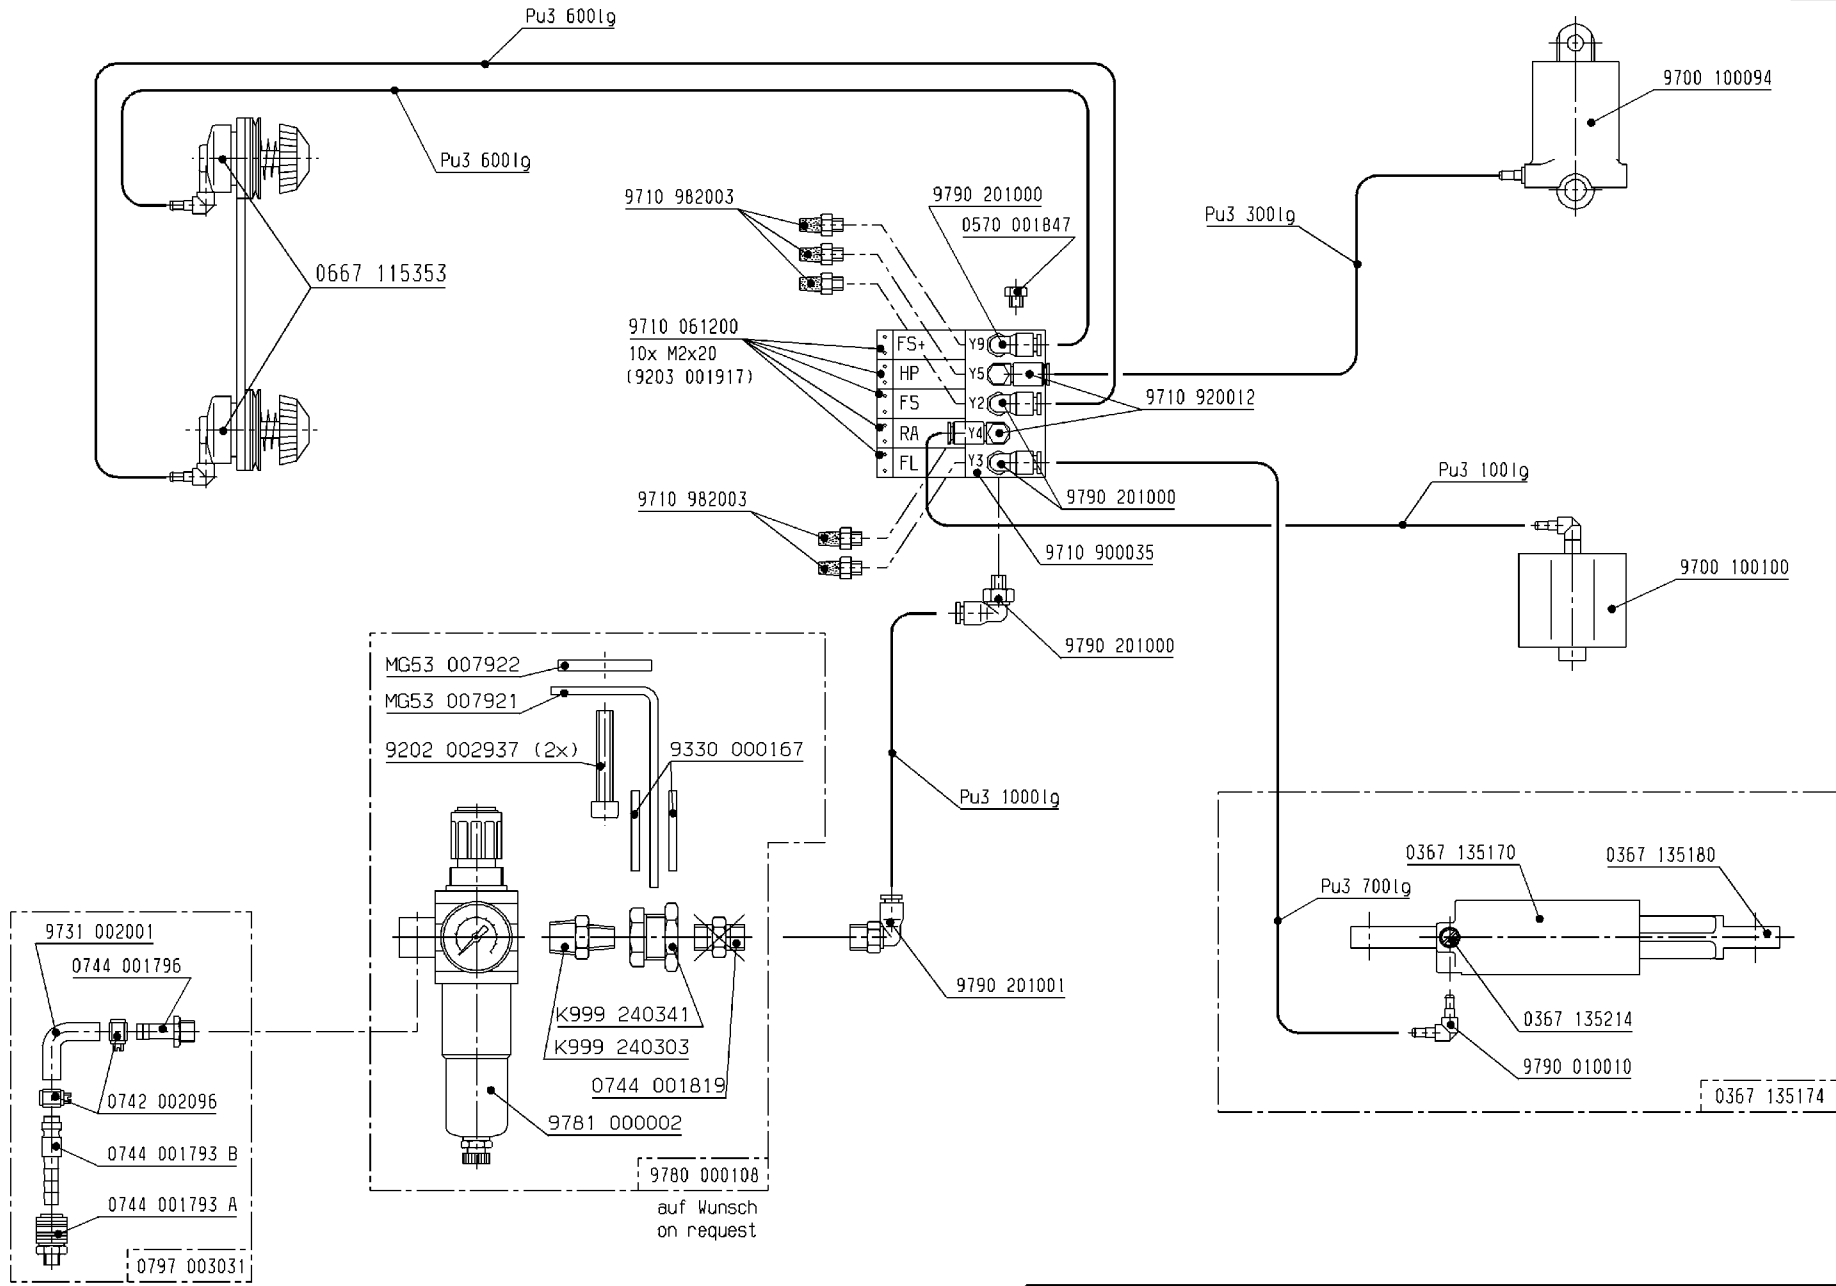 Pu3 600lg
Pu3 600lg
9700 100094
9710 982003
9790 201000
0570 001847
Pu3 300lg
0667 115353
9710 061200
10x M2x20
(9203 001917)
FS+ Y9
HP Y5
FS Y2
RA Y4
FL Y3
9710 920012
9710 982003
9790 201000
Pu3 100lg
9710 900035
9700 100100
9790 201000
MG53 007922
MG53 007921
9202 002937 (2x)
9330 000167
Pu3 1000lg
0367 135170
0367 135180
Pu3 700lg
9731 002001
0744 001796
9790 201001
K999 240341
K999 240303
0744 001819
9781 000002
0367 135214
9790 010010
0367 135174
0742 002096
0744 001793 B
0744 001793 A
0797 003031
9780 000108
auf Wunsch
on request